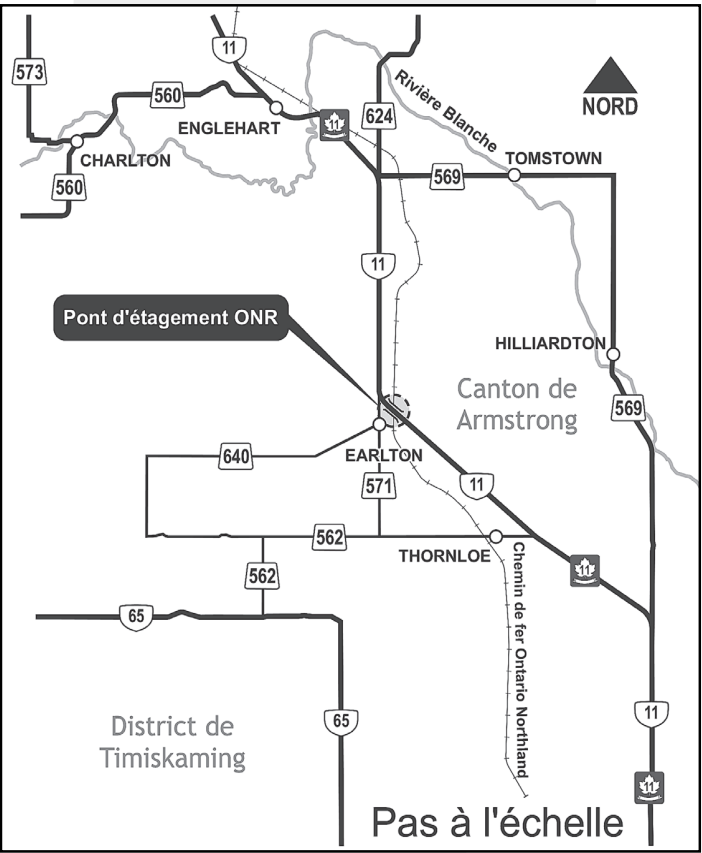 11
573
560
624
Rivière Blanche
NORD
ENGLEHART
11
CHARLTON
TOMSTOWN
560
569
11
Pont d'étagement ONR
HILLIARDTON
Canton de
Armstrong
569
640
EARLTON
571
11
562
THORNLOE
Chemin de fer Ontario Northland
11
562
65
District de
Timiskaming
65
11
11
Pas à l'échelle